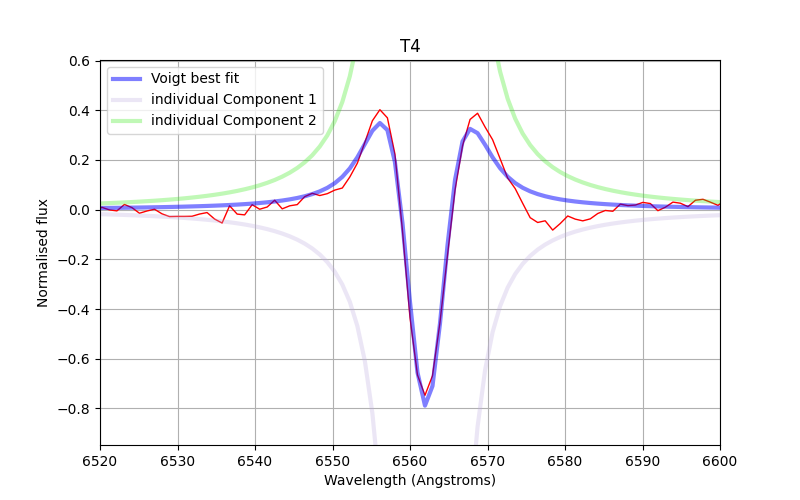 T4
Voigt best fit
individual Component 1
individual Component 2
0.6
0.4
0.2
0.0
−0.2
−0.4
−0.6
−0.8
Normalised flux
6520 6530 6540 6550 6560 6570 6580 6590 6600
Wavelength (Angstroms)